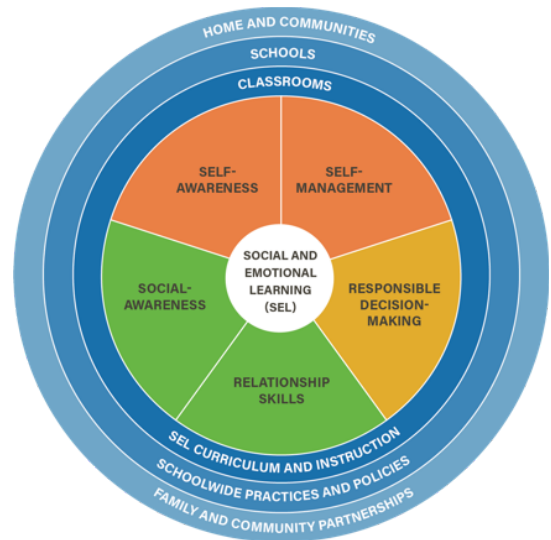 HOME AND COMMUNITIES
SCHOOLS
CLASSROOMS
SELF-
AWARENESS
SELF-
MANAGEMENT
SOCIAL AND
EMOTIONAL
LEARNING
(SEL)
SOCIAL-
AWARENESS
RESPONSIBLE
DECISION-
MAKING
RELATIONSHIP
SKILLS
SEL CURRICULUM AND INSTRUCTION
SCHOOLWIDE PRACTICES AND POLICIES
FAMILY AND COMMUNITY PARTNERSHIPS